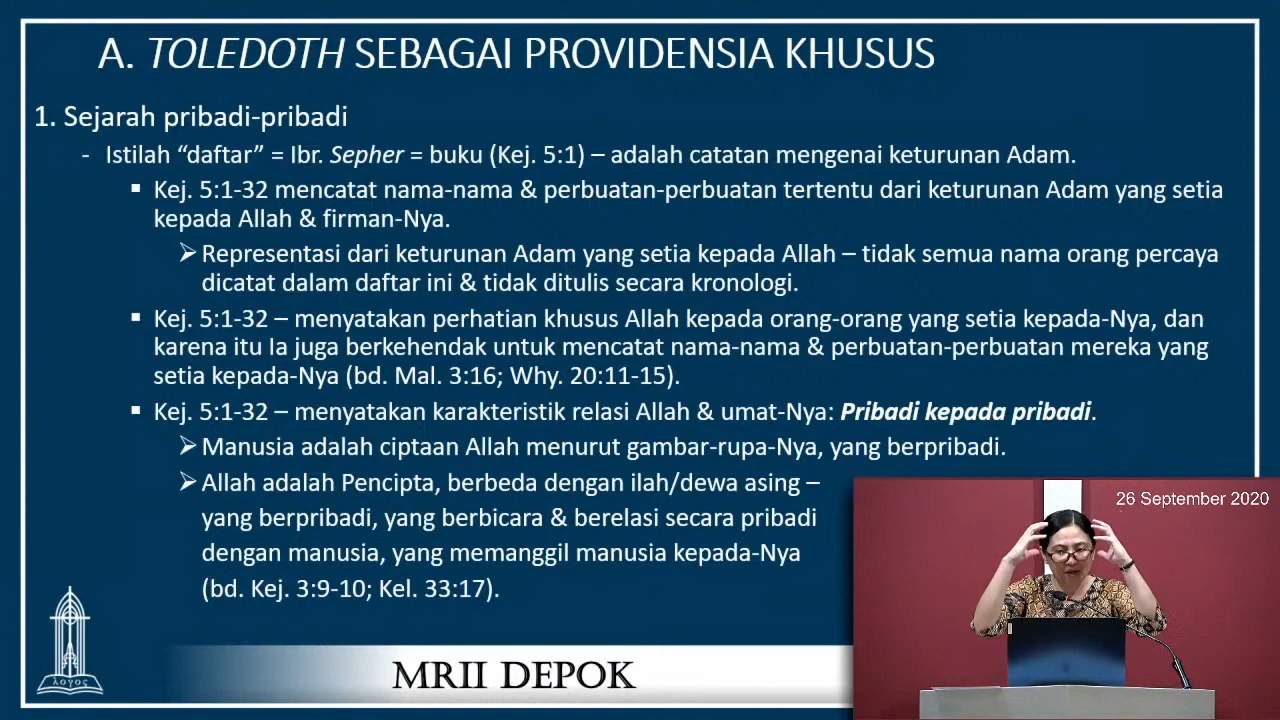 A. TOLEDOTH SEBAGAI PROVIDENSIA KHUSUS
1. Sejarah pribadi-pribadi
- Istilah “daftar” = Ibr. Sepher = buku (Kej. 5:1) – adalah catatan mengenai keturunan Adam.
▪ Kej. 5:1-32 mencatat nama-nama & perbuatan-perbuatan tertentu dari keturunan Adam yang setia
kepada Allah & firman-Nya.
➢ Representasi dari keturunan Adam yang setia kepada Allah – tidak semua nama orang percaya
dicatat dalam daftar ini & tidak ditulis secara kronologi.
▪ Kej. 5:1-32 – menyatakan perhatian khusus Allah kepada orang-orang yang setia kepada-Nya, dan
karena itu Ia juga berkehendak untuk mencatat nama-nama & perbuatan-perbuatan mereka yang
setia kepada-Nya (bd. Mal. 3:16; Why. 20:11-15).
▪ Kej. 5:1-32 – menyatakan karakteristik relasi Allah & umat-Nya: Pribadi kepada pribadi.
➢ Manusia adalah ciptaan Allah menurut gambar-rupa-Nya, yang berpribadi.
➢ Allah adalah Pencipta, berbeda dengan ilah/dewa asing –
yang berpribadi, yang berbicara & berelasi secara pribadi
dengan manusia, yang memanggil manusia kepada-Nya
(bd. Kej. 3:9-10; Kel. 33:17).
26 September 2020
λογος
MRII DEPOK